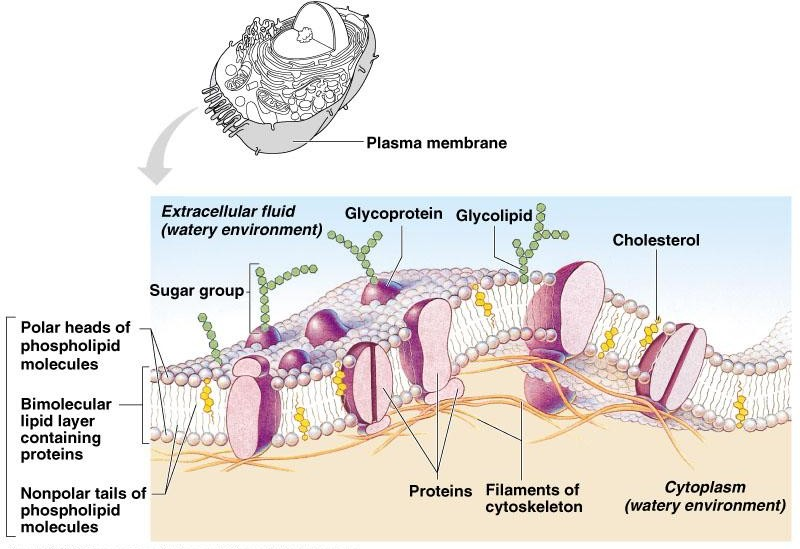 Plasma membrane
Extracellular fluid
(watery environment)
Glycoprotein
Glycolipid
Cholesterol
Sugar group
Polar heads of
phospholipid
molecules
Bimolecular
lipid layer
containing
proteins
Nonpolar tails of
phospholipid
molecules
Proteins
Filaments of
cytoskeleton
Cytoplasm
(watery environment)